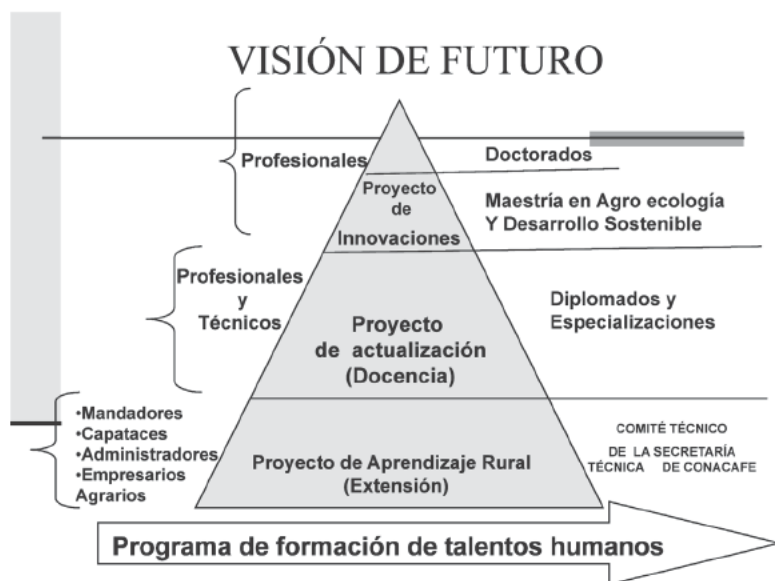 VISIÓN DE FUTURO
Profesionales
Doctorados
Proyecto
de
Innovaciones
Maestría en Agro ecología
Y Desarrollo Sostenible
Profesionales
y
Técnicos
Proyecto
de actualización
(Docencia)
Diplomados y
Especializaciones
•Mandadores
•Capataces
•Administradores
•Empresarios
Agrarios
Proyecto de Aprendizaje Rural
(Extensión)
COMITÉ TÉCNICO
DE LA SECRETARÍA
TÉCNICA DE CONACAFE
Programa de formación de talentos humanos